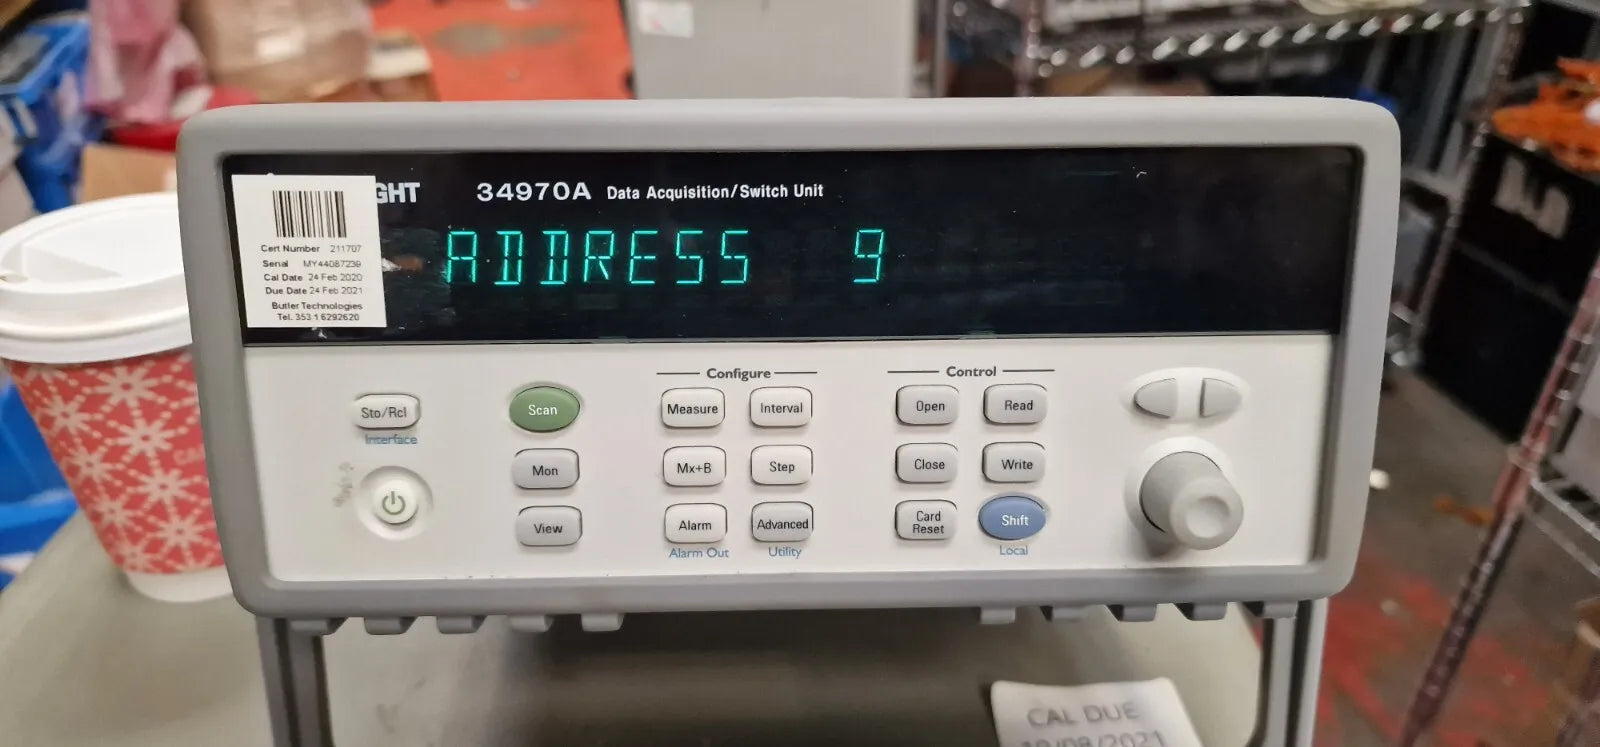 GHT 34970A Data Acquisition/Switch Unit
Cert Number 211707
Serial MY44087239
Cal Date 24 Feb 2020
Due Date 24 Feb 2021
Butler Technologies
Tel. 353 1 6292620
ADDRESS 9
Configure
Control
Sto/Rcl
Interface
Scan
Measure
Interval
Open
Read
Mon
Mx+B
Step
Close
Write
View
Alarm
Alarm Out
Advanced
Utility
Card
Reset
Shift
Local
CAL DUE